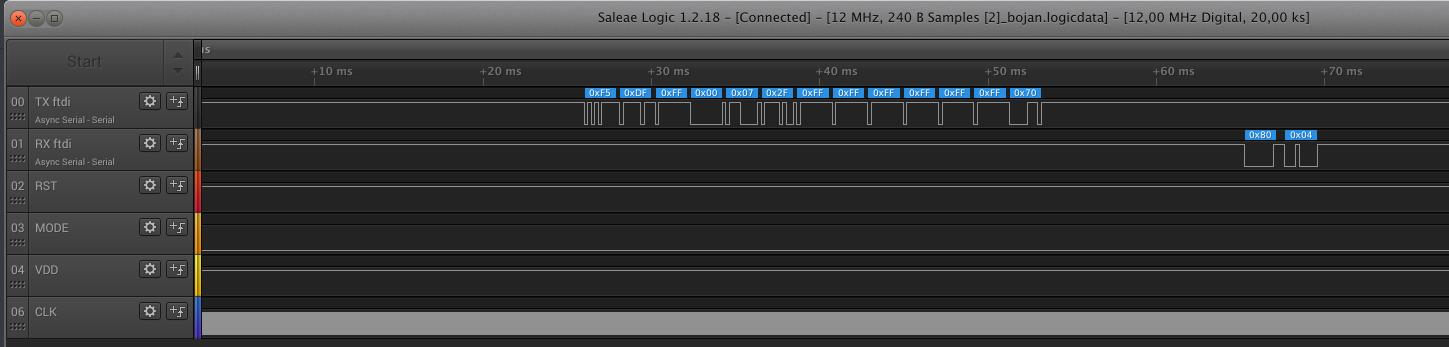 Saleae Logic 1.2.18 - [Connected] - [12 MHz, 240 B Samples [2]_bojan.logicdata] - [12,00 MHz Digital, 20,00 ks]
Start
s
+10 ms +20 ms +30 ms +40 ms +50 ms +60 ms +70 ms
00 TX ftdi
Async Serial - Serial
0xF5 0xDF 0xFF 0x00 0x07 0x2F 0xFF 0xFF 0xFF 0xFF 0xFF 0xFF 0x70
01 RX ftdi
Async Serial - Serial
0x80 0x04
02 RST
03 MODE
04 VDD
06 CLK